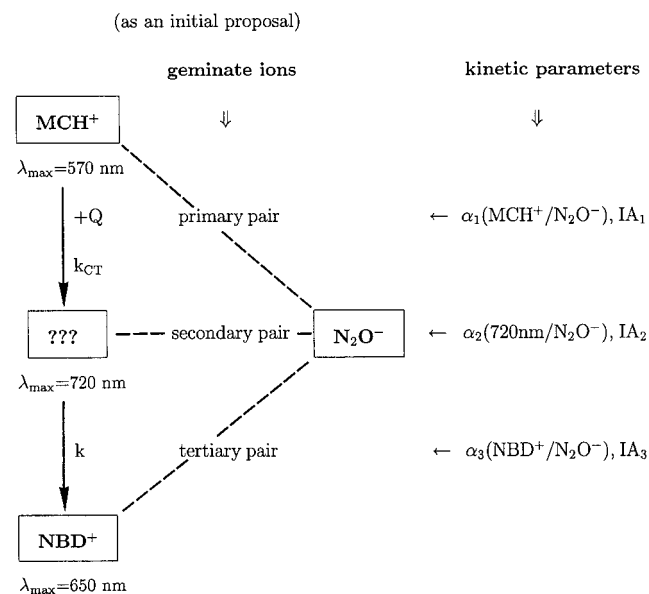 (as an initial proposal)
geminate ions
kinetic parameters
⇓
⇓
MCH⁺
λmax=570 nm
+Q
primary pair
← α₁(MCH⁺/N₂O⁻), IA₁
kCT
???
secondary pair
N₂O⁻
← α₂(720nm/N₂O⁻), IA₂
λmax=720 nm
k
tertiary pair
← α₃(NBD⁺/N₂O⁻), IA₃
NBD⁺
λmax=650 nm